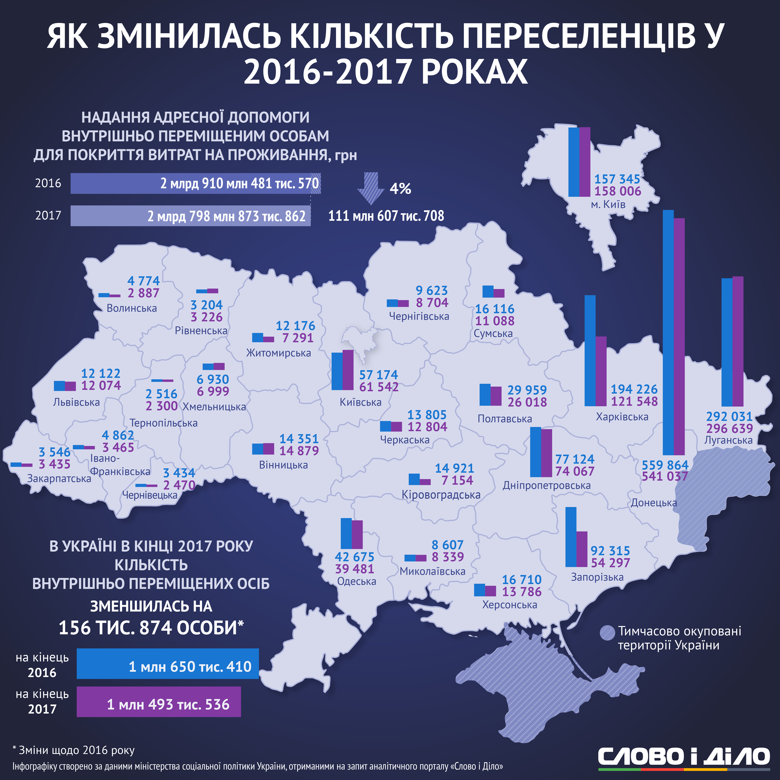 ЯК ЗМІНИЛАСЬ КІЛЬКІСТЬ ПЕРЕСЕЛЕНЦІВ У
2016-2017 РОКАХ
НАДАННЯ АДРЕСНОЇ ДОПОМОГИ
ВНУТРІШНЬО ПЕРЕМІЩЕНИМ ОСОБАМ
ДЛЯ ПОКРИТТЯ ВИТРАТ НА ПРОЖИВАННЯ, грн
2016
2 млрд 910 млн 481 тис. 570
4%
2017
2 млрд 798 млн 873 тис. 862
111 млн 607 тис. 708
157 345
158 006
м. Київ
4 774
2 887
Волинська
3 204
3 226
Рівненська
12 176
7 291
Житомирська
9 623
8 704
Чернігівська
16 116
11 088
Сумська
12 122
12 074
Львівська
2 516
2 300
Тернопільська
6 930
6 999
Хмельницька
57 174
61 542
Київська
13 805
12 804
Черкаська
29 959
26 018
Полтавська
194 226
121 548
Харківська
292 031
296 639
Луганська
3 546
3 435
Закарпатська
4 862
3 465
Івано-
Франківська
3 434
2 470
Чернівецька
14 351
14 879
Вінницька
14 921
7 154
Кіровоградська
77 124
74 067
Дніпропетровська
559 864
541 037
Донецька
42 675
39 481
Одеська
8 607
8 339
Миколаївська
16 710
13 786
Херсонська
92 315
54 297
Запорізька
В УКРАЇНІ В КІНЦІ 2017 РОКУ
КІЛЬКІСТЬ
ВНУТРІШНЬО ПЕРЕМІЩЕНИХ ОСІБ
ЗМЕНШИЛАСЬ НА
156 ТИС. 874 ОСОБИ*
на кінець
2016
1 млн 650 тис. 410
на кінець
2017
1 млн 493 тис. 536
Тимчасово окуповані
території України
* Зміни щодо 2016 року
Інфографіку створено за даними міністерства соціальної політики України, отриманими на запит аналітичного порталу «Слово і Діло»
СЛОВО І ДІЛО